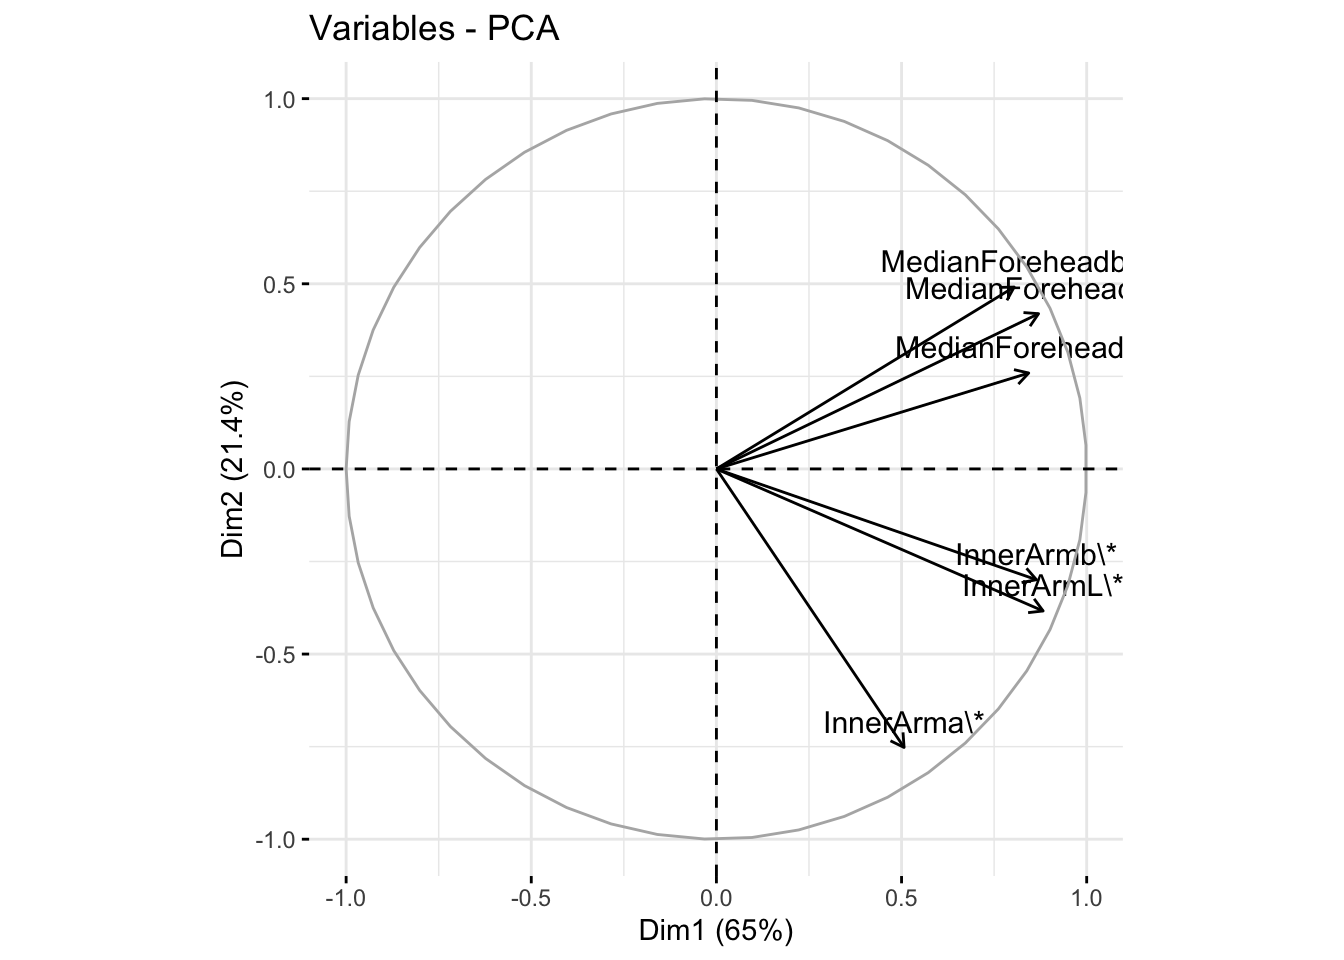 Variables - PCA
1.0
MedianForeheadb
0.5
MedianForehead
MedianForehead
Dim2 (21.4%)
0.0
InnerArmb\*
InnerArmL\*
-0.5
InnerArma\*
-1.0
-1.0 -0.5 0.0 0.5 1.0
Dim1 (65%)